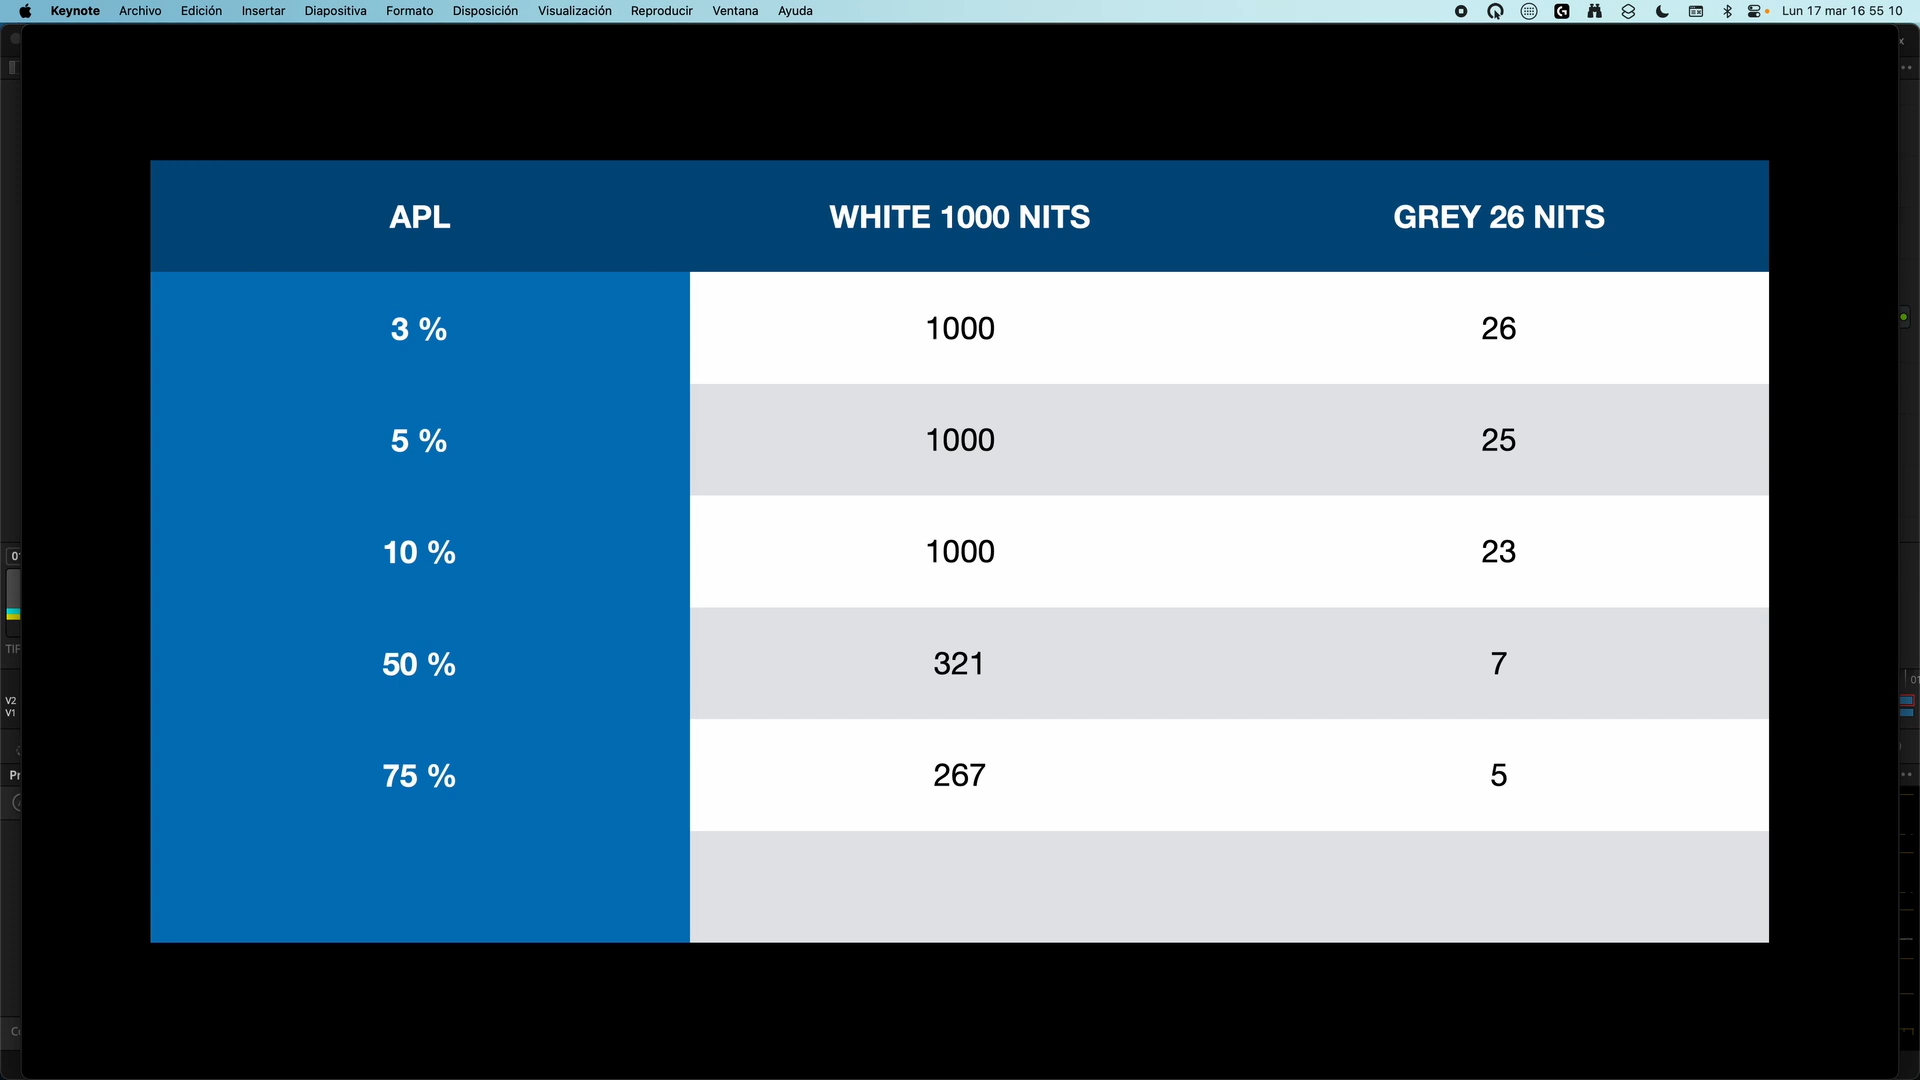 Keynote Archivo Edición Insertar Diapositiva Formato Disposición Visualización Reproducir Ventana Ayuda Lun 17 mar 16 55 10
APL WHITE 1000 NITS GREY 26 NITS
3 % 1000 26
5 % 1000 25
10 % 1000 23
50 % 321 7
75 % 267 5
V2
V1